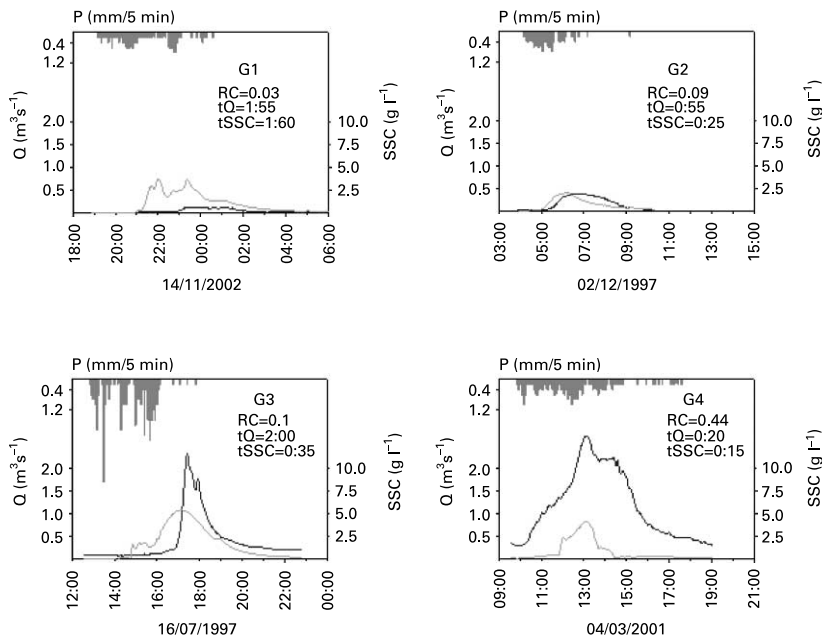 P (mm/5 min)
0.4
1.2
Q (m³s⁻¹)
2.0
1.5
1.0
0.5
G1
RC=0.03
tQ=1:55
tSSC=1:60
SSC (g l⁻¹)
10.0
7.5
5.0
2.5
18:00 20:00 22:00 00:00 02:00 04:00 06:00
14/11/2002
P (mm/5 min)
0.4
1.2
Q (m³s⁻¹)
2.0
1.5
1.0
0.5
G2
RC=0.09
tQ=0:55
tSSC=0:25
SSC (g l⁻¹)
10.0
7.5
5.0
2.5
03:00 05:00 07:00 09:00 11:00 13:00 15:00
02/12/1997
P (mm/5 min)
0.4
1.2
Q (m³s⁻¹)
2.0
1.5
1.0
0.5
G3
RC=0.1
tQ=2:00
tSSC=0:35
SSC (g l⁻¹)
10.0
7.5
5.0
2.5
12:00 14:00 16:00 18:00 20:00 22:00 00:00
16/07/1997
P (mm/5 min)
0.4
1.2
Q (m³s⁻¹)
2.0
1.5
1.0
0.5
G4
RC=0.44
tQ=0:20
tSSC=0:15
SSC (g l⁻¹)
10.0
7.5
5.0
2.5
09:00 11:00 13:00 15:00 17:00 19:00 21:00
04/03/2001